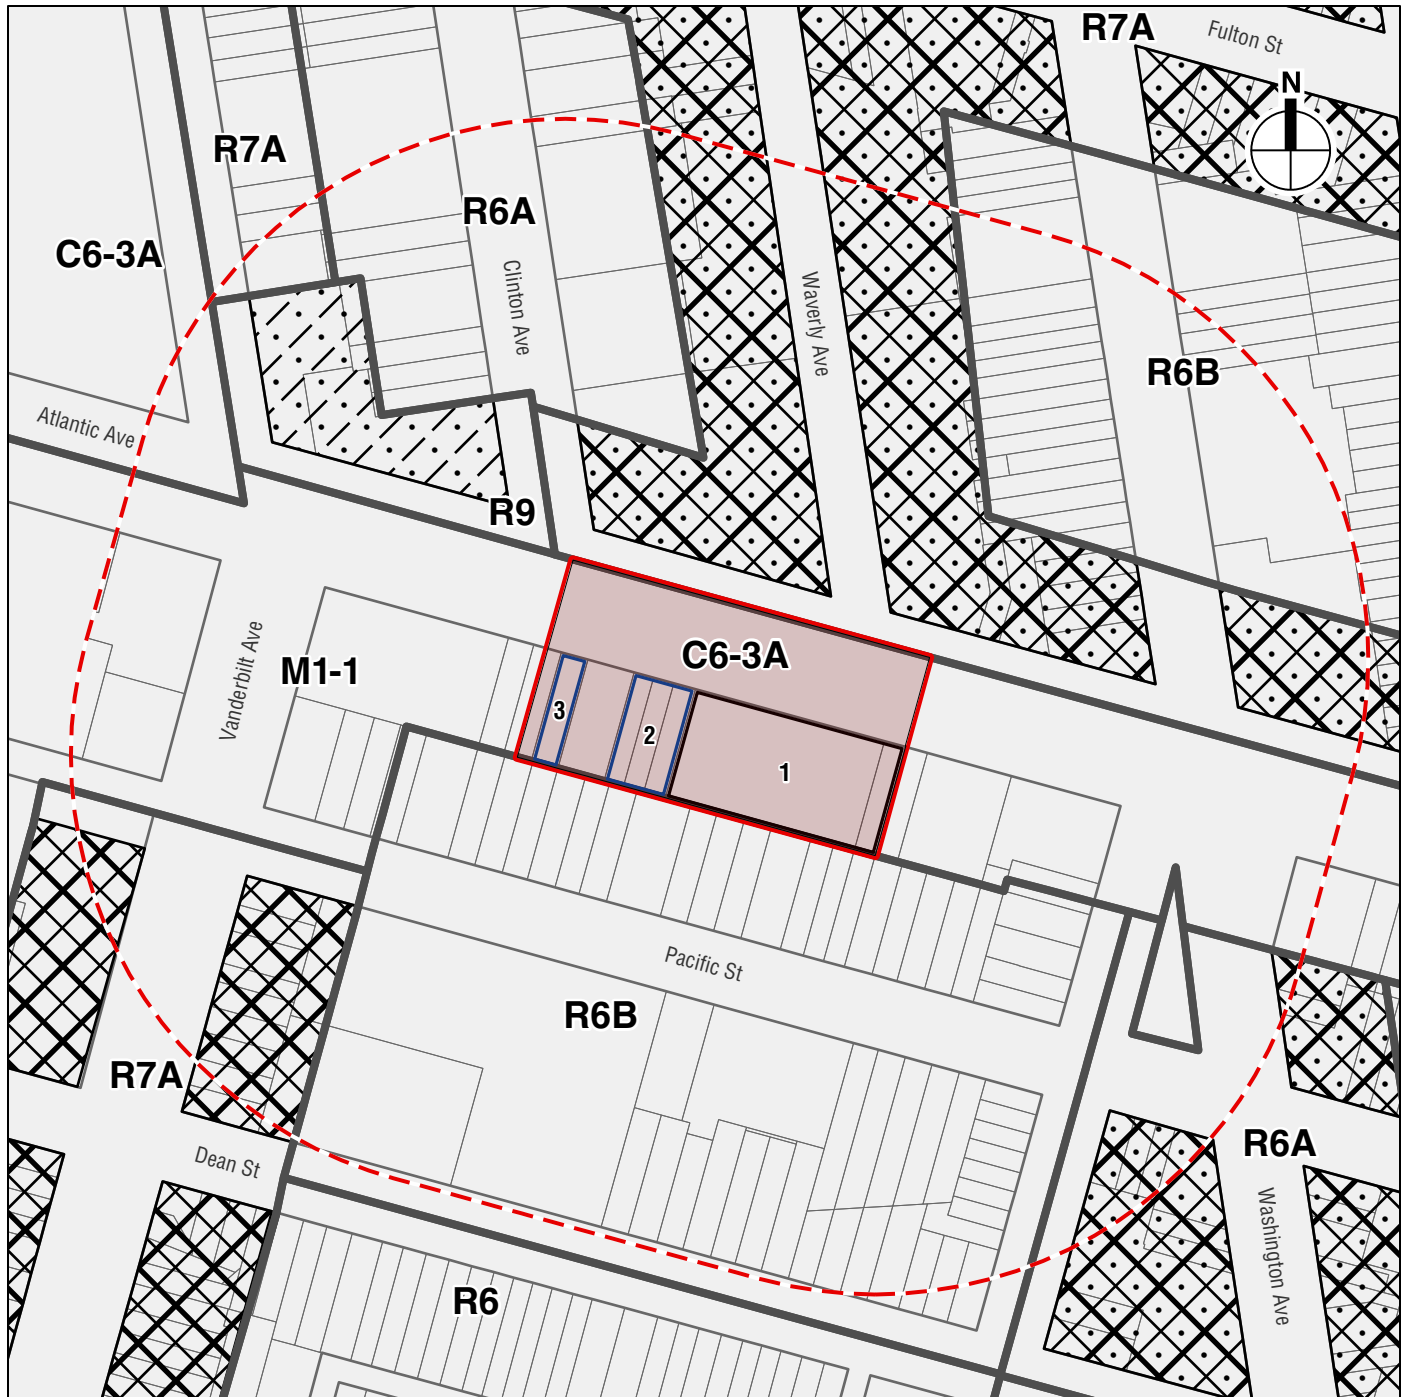 R7A
Fulton St
N
R7A
R6A
C6-3A
Clinton Ave
Waverly Ave
R6B
Atlantic Ave
R9
Vanderbilt Ave
M1-1
C6-3A
3
2
1
Pacific St
R6B
R7A
Dean St
R6A
Washington Ave
R6